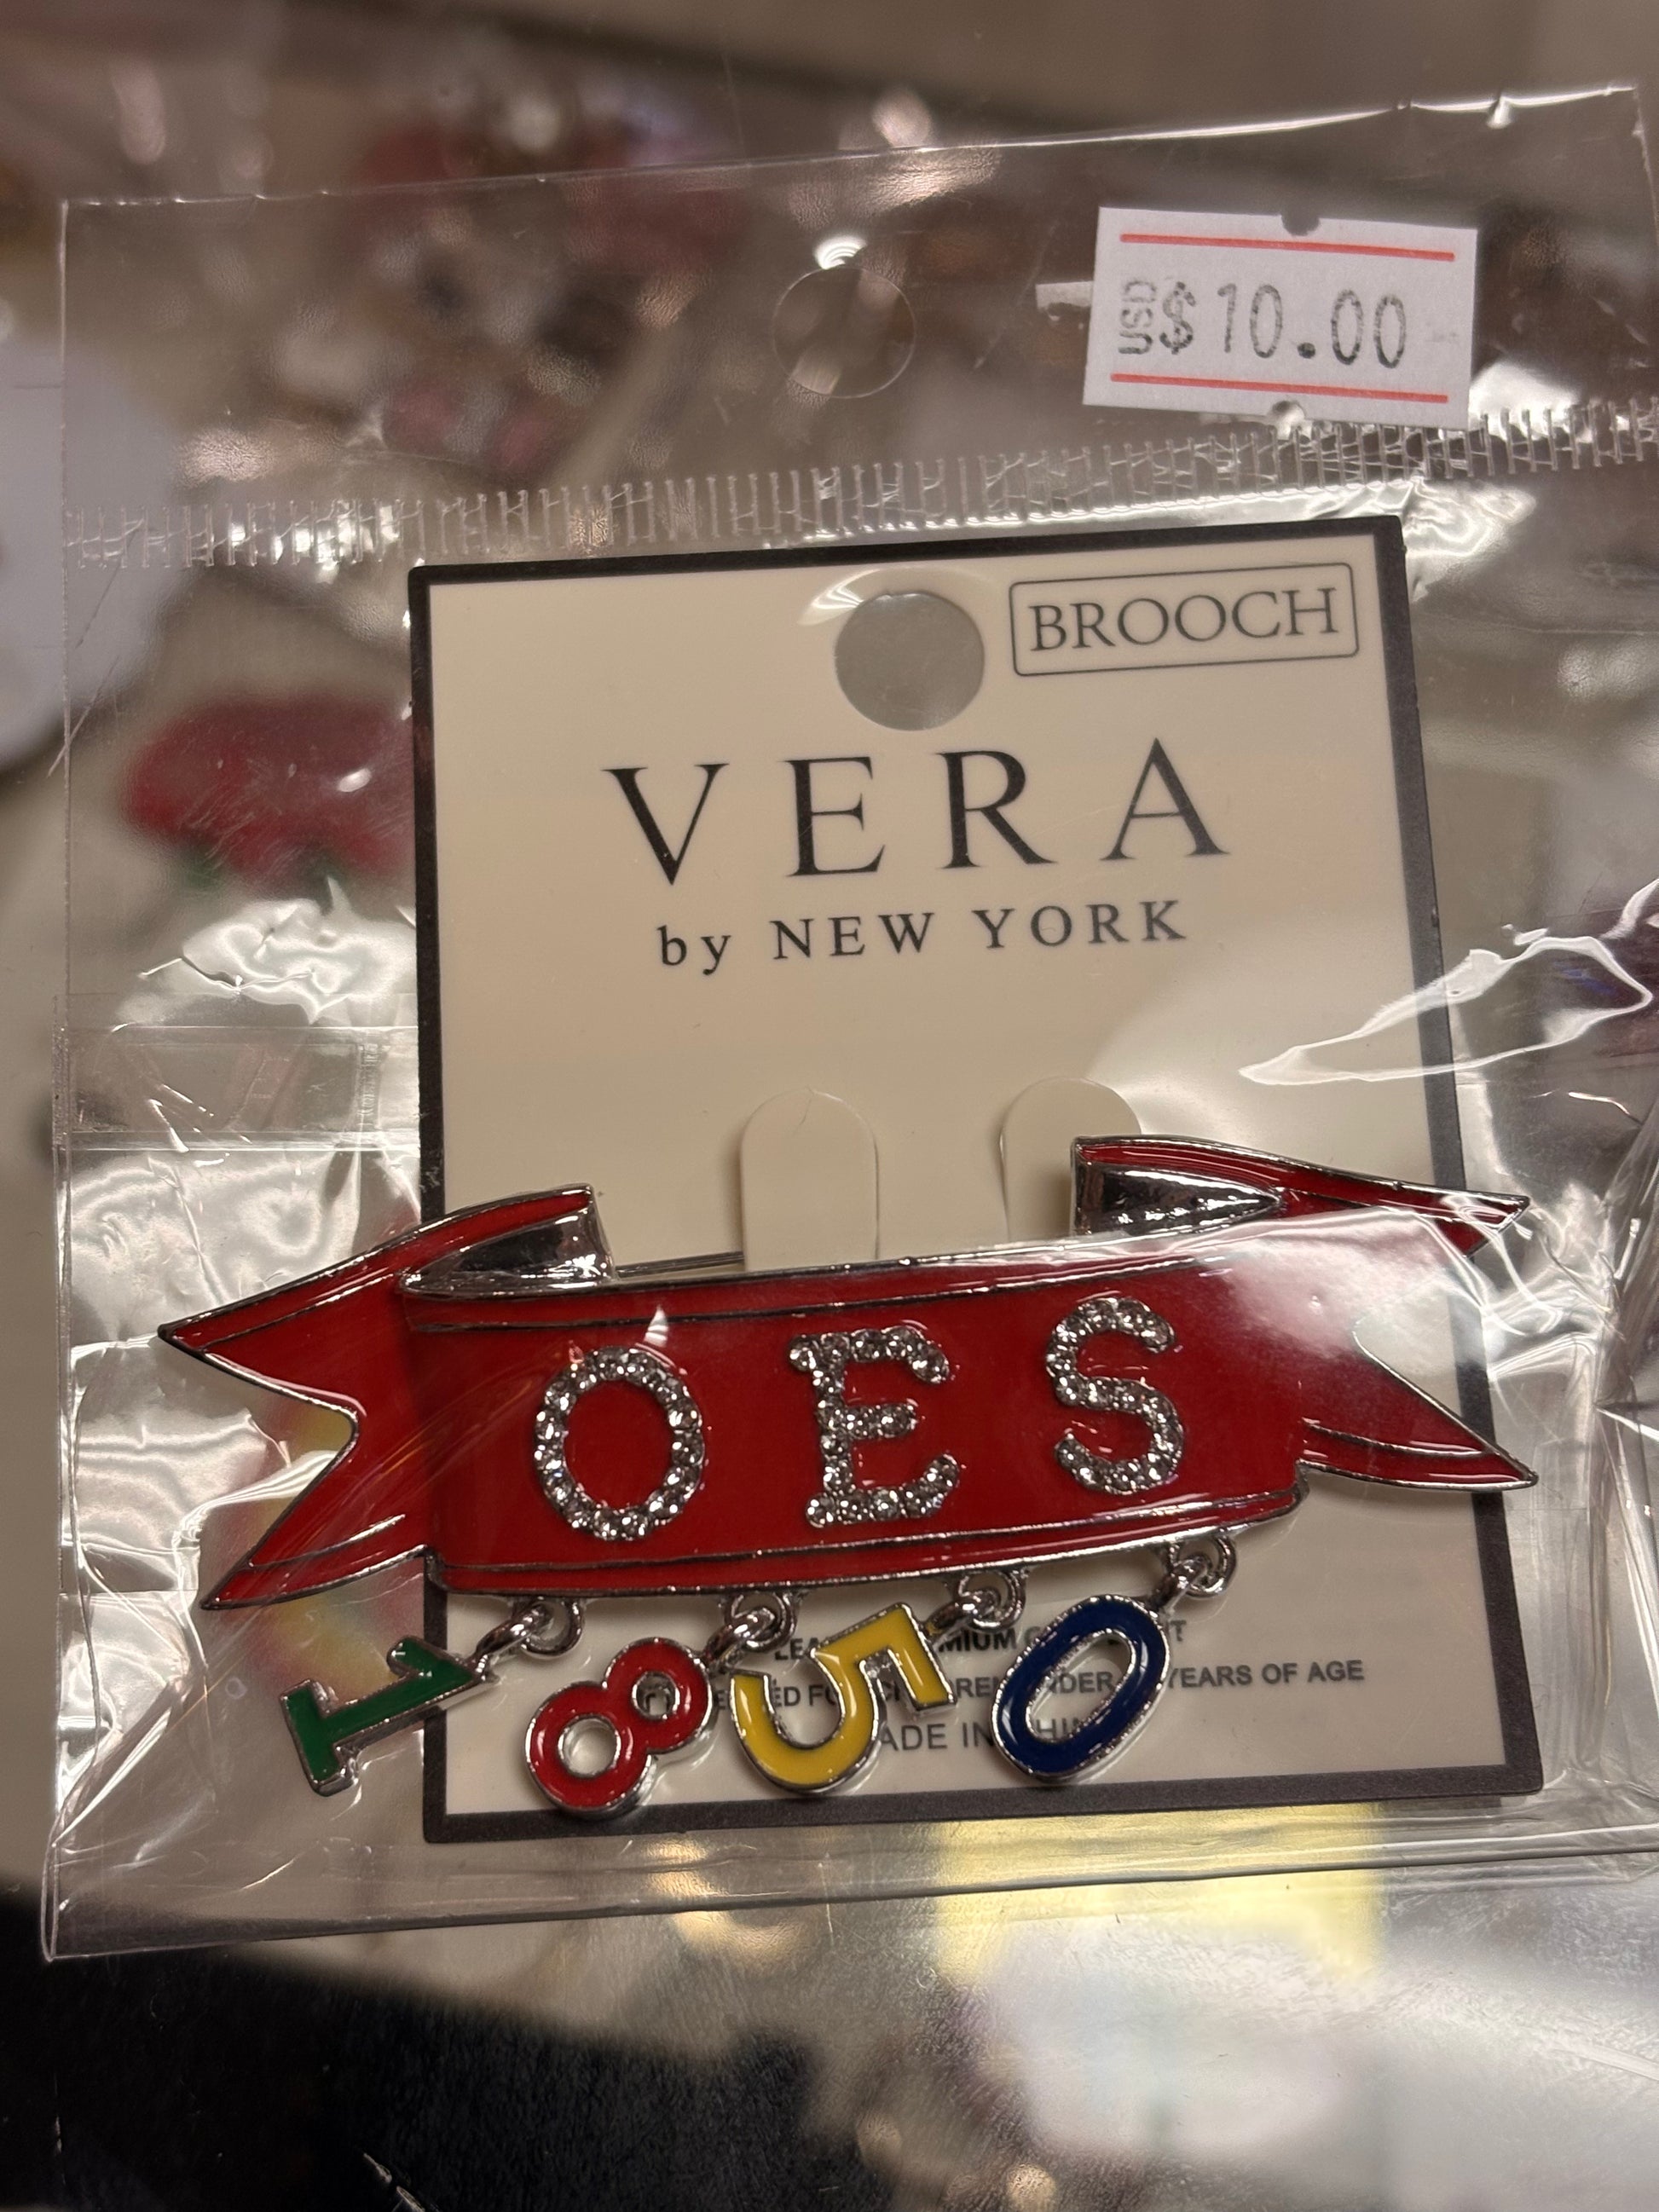 USD $10.00
BROOCH
VERA
by NEW YORK
OES
1850
YEARS OF AGE